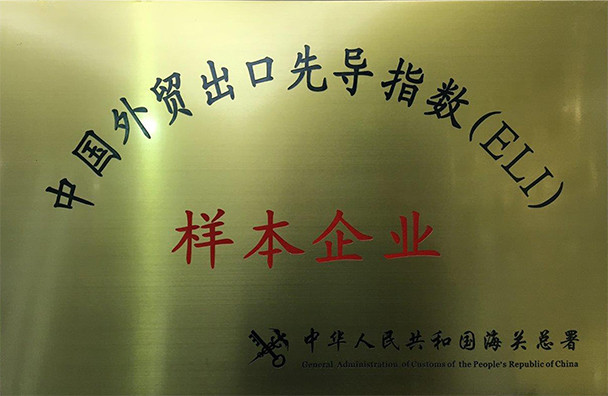 中国外贸出口先导指数(ELI)
样本企业
中华人民共和国海关总署
General Administration of Customs of the People's Republic of China